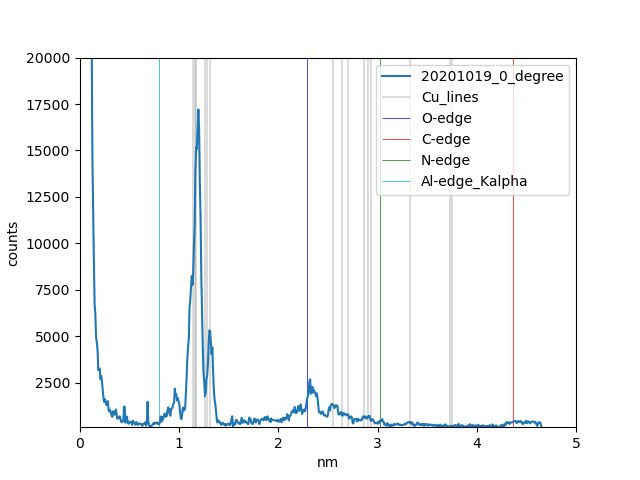 20000
17500
15000
12500
10000
7500
5000
2500
counts
0 1 2 3 4 5
nm
20201019_0_degree
Cu_lines
O-edge
C-edge
N-edge
Al-edge_Kalpha